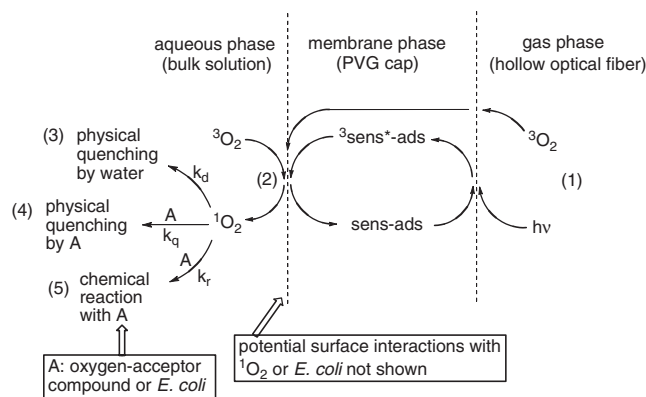 aqueous phase
(bulk solution)
membrane phase
(PVG cap)
gas phase
(hollow optical fiber)
(3) physical
quenching
by water
³O₂
³sens*-ads
³O₂
k_d
(2)
(1)
(4) physical
quenching
by A
A
k_q
¹O₂
sens-ads
hν
A
k_r
(5) chemical
reaction
with A
A: oxygen-acceptor
compound or E. coli
potential surface interactions with
¹O₂ or E. coli not shown